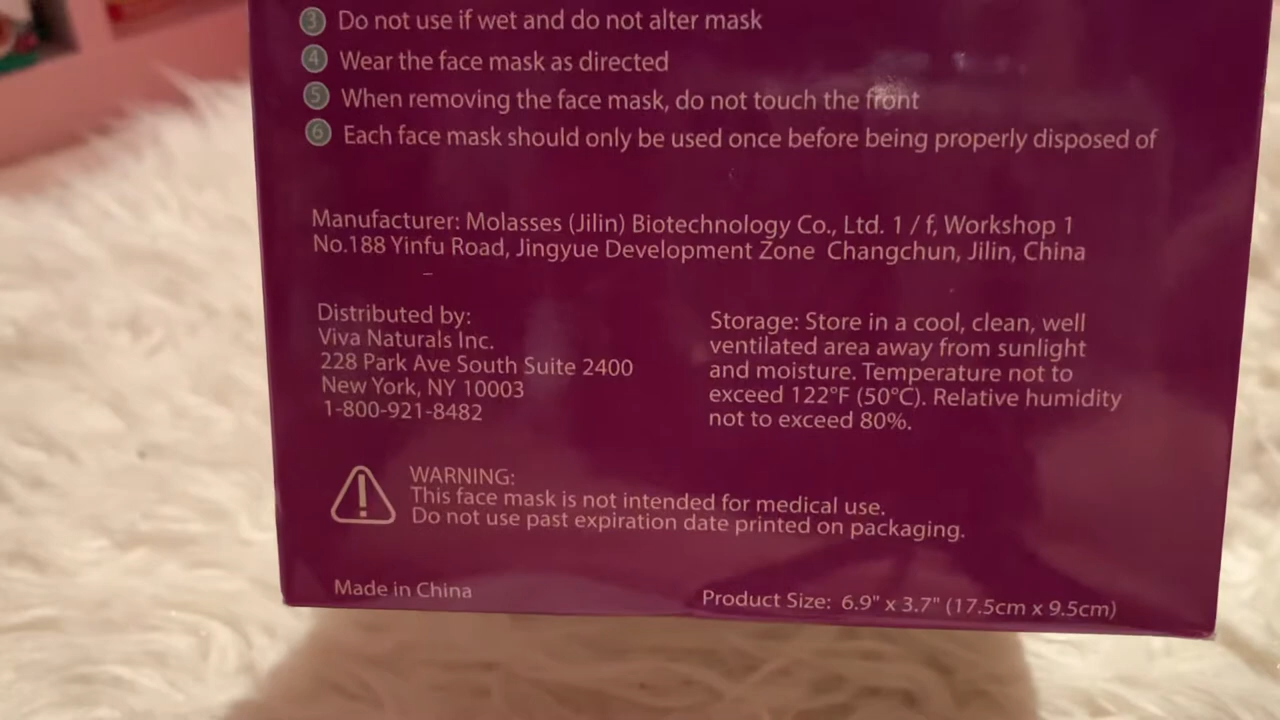 3 Do not use if wet and do not alter mask
4 Wear the face mask as directed
5 When removing the face mask, do not touch the front
6 Each face mask should only be used once before being properly disposed of
Manufacturer: Molasses (Jilin) Biotechnology Co., Ltd. 1 / f, Workshop 1
No.188 Yinfu Road, Jingyue Development Zone Changchun, Jilin, China
Distributed by:
Viva Naturals Inc.
228 Park Ave South Suite 2400
New York, NY 10003
1-800-921-8482
Storage: Store in a cool, clean, well
ventilated area away from sunlight
and moisture. Temperature not to
exceed 122°F (50°C). Relative humidity
not to exceed 80%.
WARNING:
This face mask is not intended for medical use.
Do not use past expiration date printed on packaging.
Made in China
Product Size: 6.9" x 3.7" (17.5cm x 9.5cm)